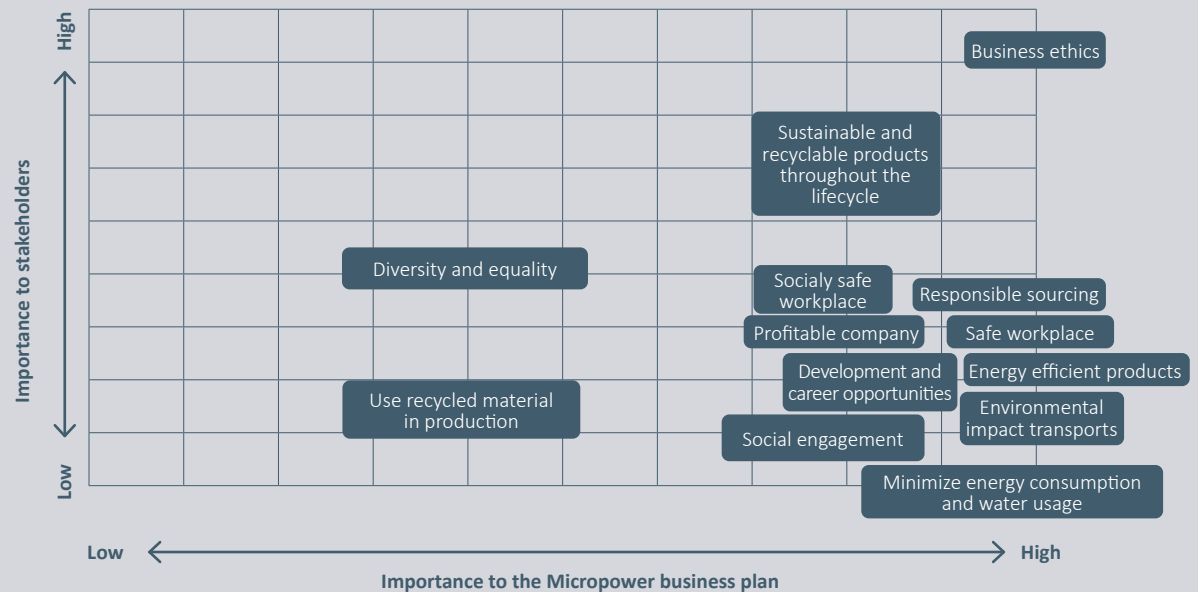 High
Importance to stakeholders
Low
Business ethics
Sustainable and
recyclable products
throughout the
lifecycle
Diversity and equality
Socialy safe
workplace
Responsible sourcing
Profitable company
Safe workplace
Development and
career opportunities
Energy efficient products
Use recycled material
in production
Environmental
impact transports
Social engagement
Minimize energy consumption
and water usage
Low
High
Importance to the Micropower business plan